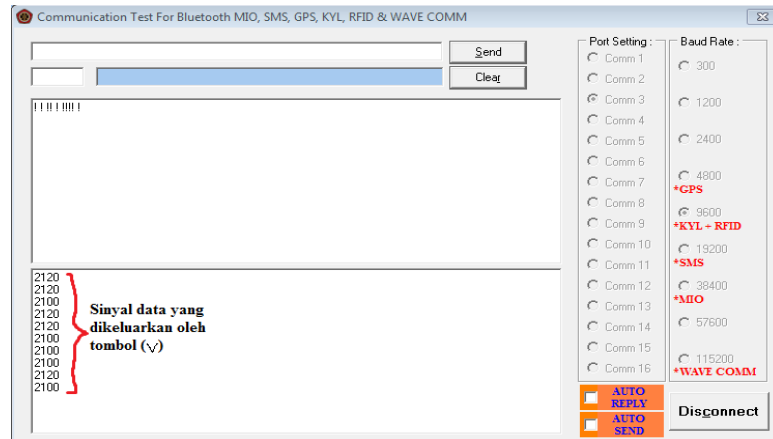 Communication Test For Bluetooth MIO, SMS, GPS, KYL, RFID & WAVE COMM
Send
Clear
! ! !! ! !!!! !
2120
2120
2100
2120
2120
2100
2100
2100
2120
2100
Sinyal data yang
dikeluarkan oleh
tombol (∨)
Port Setting :
Comm 1
Comm 2
Comm 3
Comm 4
Comm 5
Comm 6
Comm 7
Comm 8
Comm 9
Comm 10
Comm 11
Comm 12
Comm 13
Comm 14
Comm 15
Comm 16
Baud Rate :
300
1200
2400
4800
*GPS
9600
*KYL + RFID
19200
*SMS
38400
*MIO
57600
115200
*WAVE COMM
AUTO
REPLY
AUTO
SEND
Disconnect